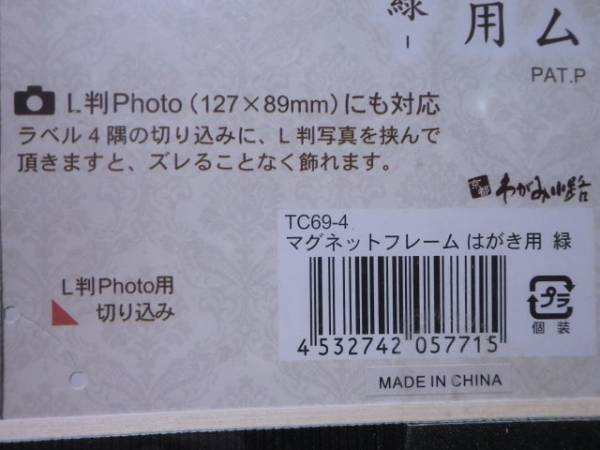 緑
用
ム
PAT.P
L判Photo（127×89mm）にも対応
ラベル4隅の切り込みに、L判写真を挟んで
頂きますと、ズレることなく飾れます。
京都 わがみ小路
TC69-4
マグネットフレーム はがき用 緑
L判Photo用
切り込み
プラ
個装
4 532742 057715
MADE IN CHINA